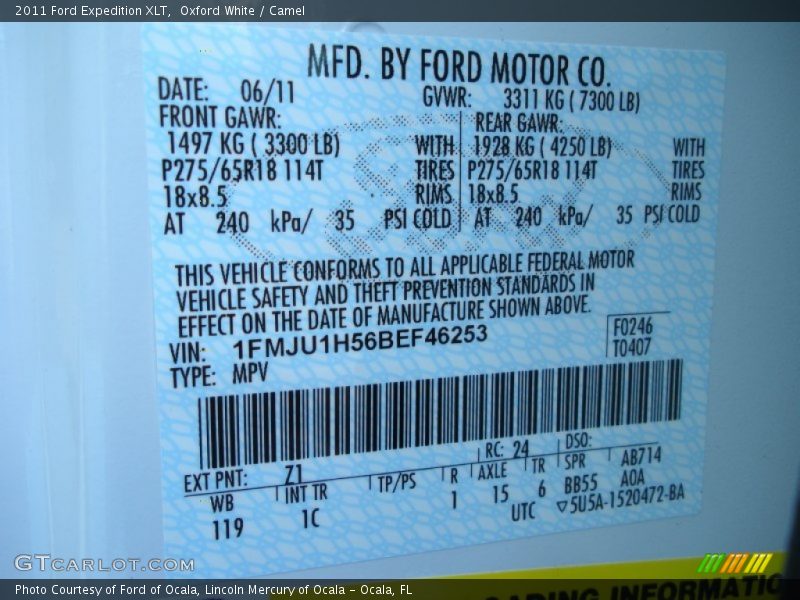 2011 Ford Expedition XLT,  Oxford White / Camel
MFD. BY FORD MOTOR CO.
DATE: 06/11 GVWR: 3311 KG ( 7300 LB)
FRONT GAWR: REAR GAWR:
1497 KG ( 3300 LB) WITH 1928 KG ( 4250 LB) WITH
P275/65R18 114T TIRES P275/65R18 114T TIRES
18x8.5 RIMS 18x8.5 RIMS
AT 240 kPa/ 35 PSI COLD AT 240 kPa/ 35 PSI COLD
THIS VEHICLE CONFORMS TO ALL APPLICABLE FEDERAL MOTOR
VEHICLE SAFETY AND THEFT PREVENTION STANDARDS IN
EFFECT ON THE DATE OF MANUFACTURE SHOWN ABOVE.
VIN: 1FMJU1H56BEF46253 F0246
TYPE: MPV T0407
EXT PNT: Z1 RC: 24 DSO:
WB INT TR TP/PS R AXLE TR SPR AB714
119 1C 1 15 6 BB55 A0A
UTC ▽5U5A-1520472-BA
GTCARLOT.COM
LOADING INFORMATIO
Photo Courtesy of Ford of Ocala, Lincoln Mercury of Ocala – Ocala, FL